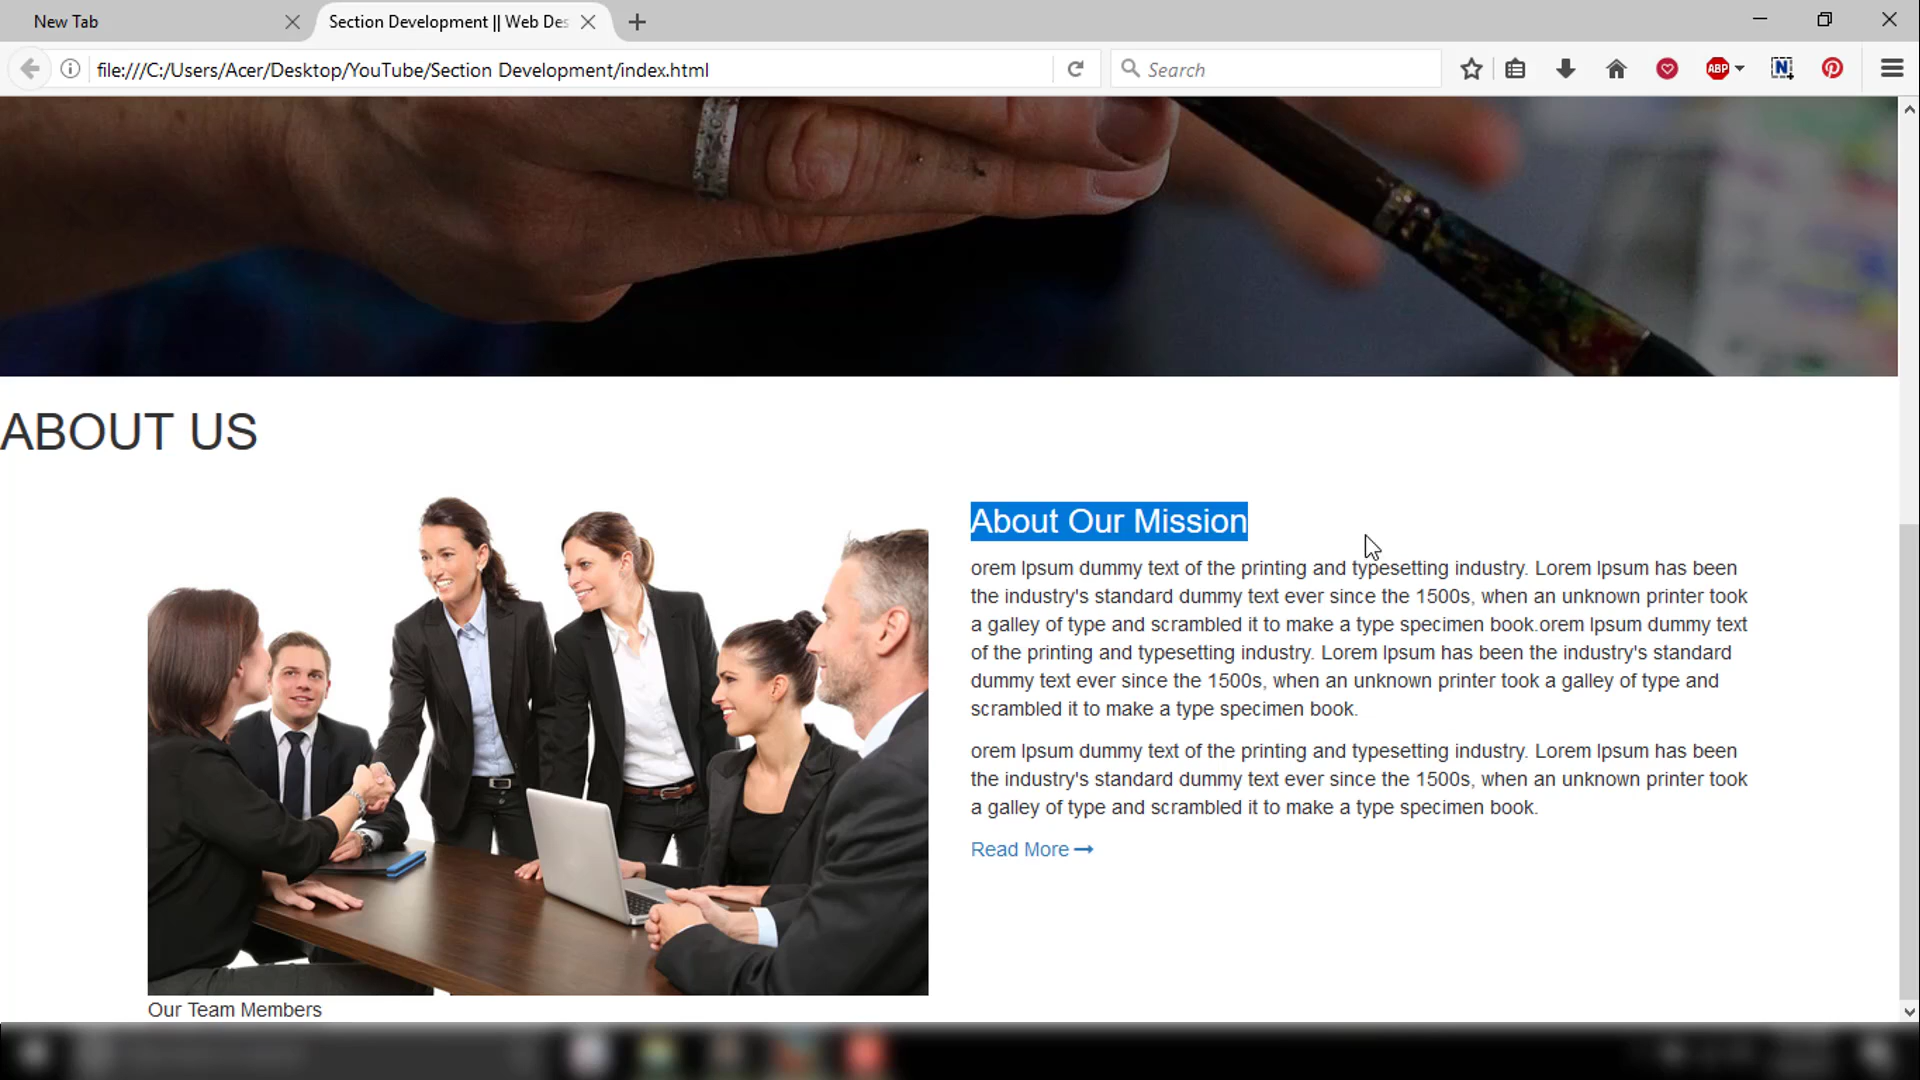 New Tab
Section Development || Web Des
file:///C:/Users/Acer/Desktop/YouTube/Section Development/index.html
Search
ABP
N
ABOUT US
About Our Mission
orem Ipsum dummy text of the printing and typesetting industry. Lorem Ipsum has been
the industry's standard dummy text ever since the 1500s, when an unknown printer took
a galley of type and scrambled it to make a type specimen book.orem Ipsum dummy text
of the printing and typesetting industry. Lorem Ipsum has been the industry's standard
dummy text ever since the 1500s, when an unknown printer took a galley of type and
scrambled it to make a type specimen book.
orem Ipsum dummy text of the printing and typesetting industry. Lorem Ipsum has been
the industry's standard dummy text ever since the 1500s, when an unknown printer took
a galley of type and scrambled it to make a type specimen book.
Read More
Our Team Members